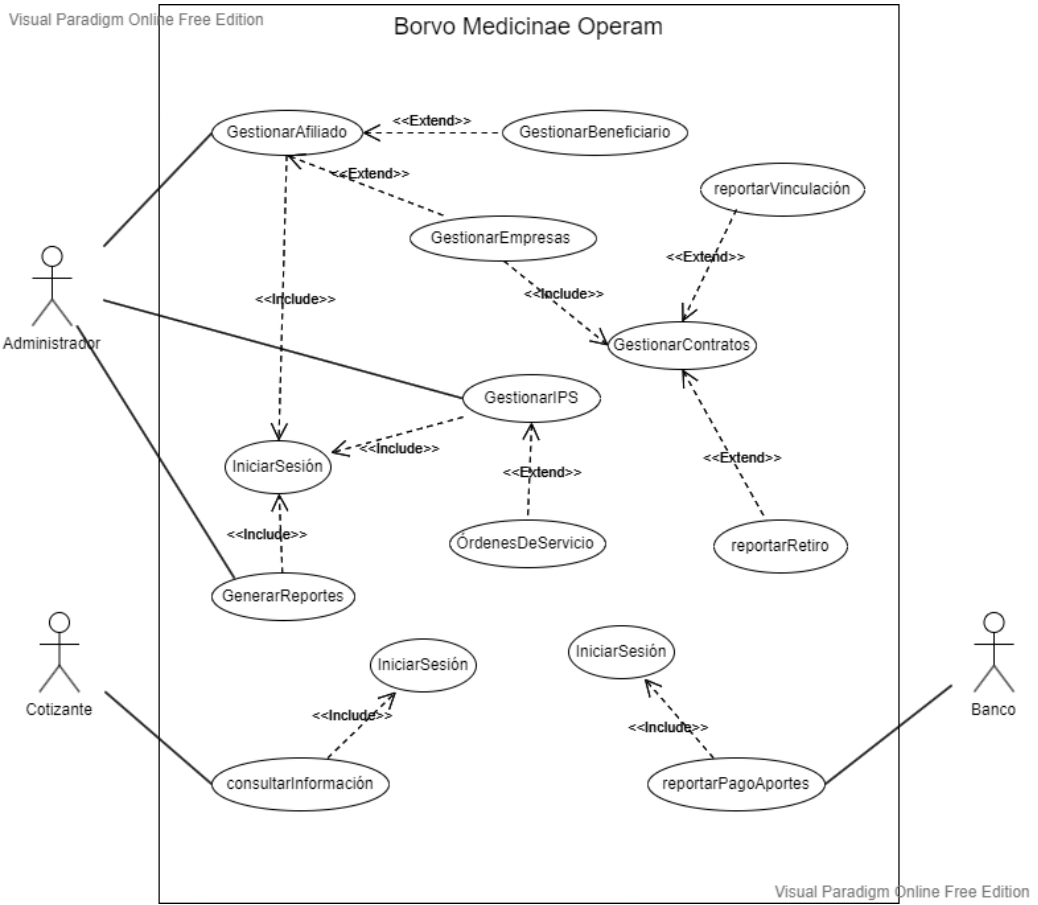 Visual Paradigm Online Free Edition
Borvo Medicinae Operam
GestionarAfiliado
<<Extend>>
GestionarBeneficiario
<<Extend>>
reportarVinculación
GestionarEmpresas
<<Extend>>
<<Include>>
<<Include>>
Administrador
GestionarContratos
GestionarIPS
<<Include>>
<<Extend>>
IniciarSesión
<<Extend>>
<<Include>>
ÓrdenesDeServicio
reportarRetiro
GenerarReportes
IniciarSesión
IniciarSesión
Cotizante
Banco
<<Include>>
<<Include>>
consultarInformación
reportarPagoAportes
Visual Paradigm Online Free Edition